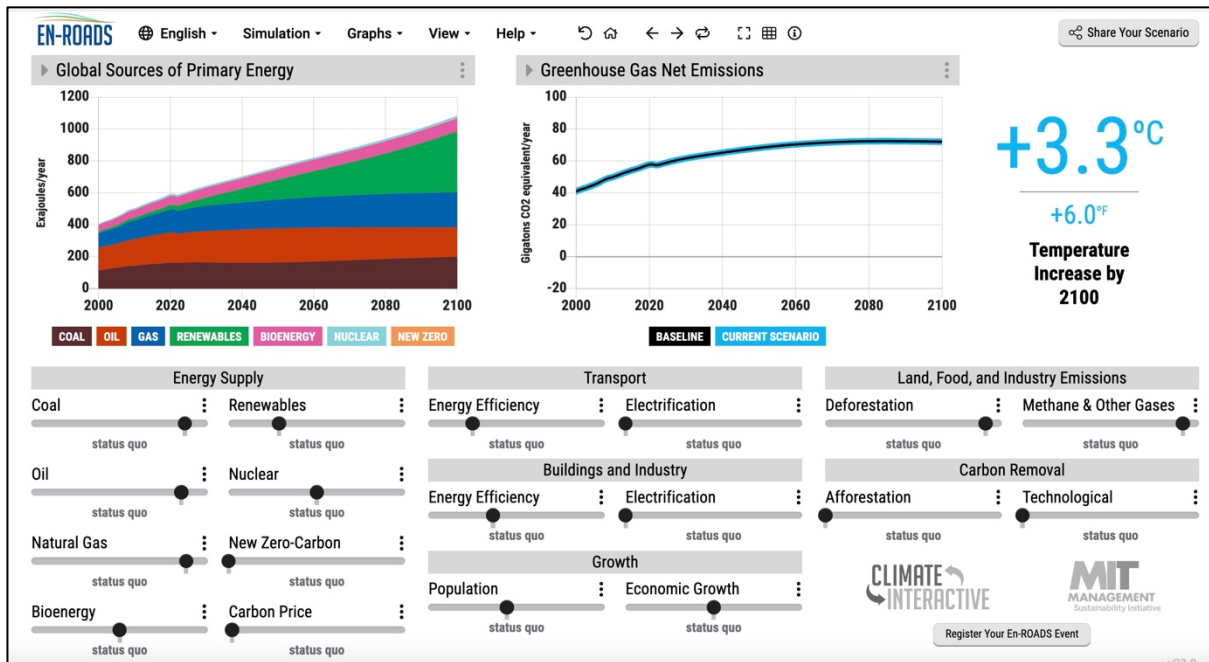 EN-ROADS English Simulation Graphs View Help Share Your Scenario
Global Sources of Primary Energy
1200
1000
800
600
400
200
0
Exajoules/year
2000 2020 2040 2060 2080 2100
COAL OIL GAS RENEWABLES BIOENERGY NUCLEAR NEW ZERO
Greenhouse Gas Net Emissions
100
80
60
40
20
0
-20
Gigatons CO2 equivalent/year
2000 2020 2040 2060 2080 2100
BASELINE CURRENT SCENARIO
+3.3°C
+6.0°F
Temperature
Increase by
2100
Energy Supply
Coal Renewables
status quo status quo
Oil Nuclear
status quo status quo
Natural Gas New Zero-Carbon
status quo status quo
Bioenergy Carbon Price
status quo status quo
Transport
Energy Efficiency Electrification
status quo status quo
Buildings and Industry
Energy Efficiency Electrification
status quo status quo
Growth
Population Economic Growth
status quo status quo
Land, Food, and Industry Emissions
Deforestation Methane & Other Gases
status quo status quo
Carbon Removal
Afforestation Technological
status quo status quo
CLIMATE
INTERACTIVE
MIT
MANAGEMENT
Sustainability Initiative
Register Your En-ROADS Event